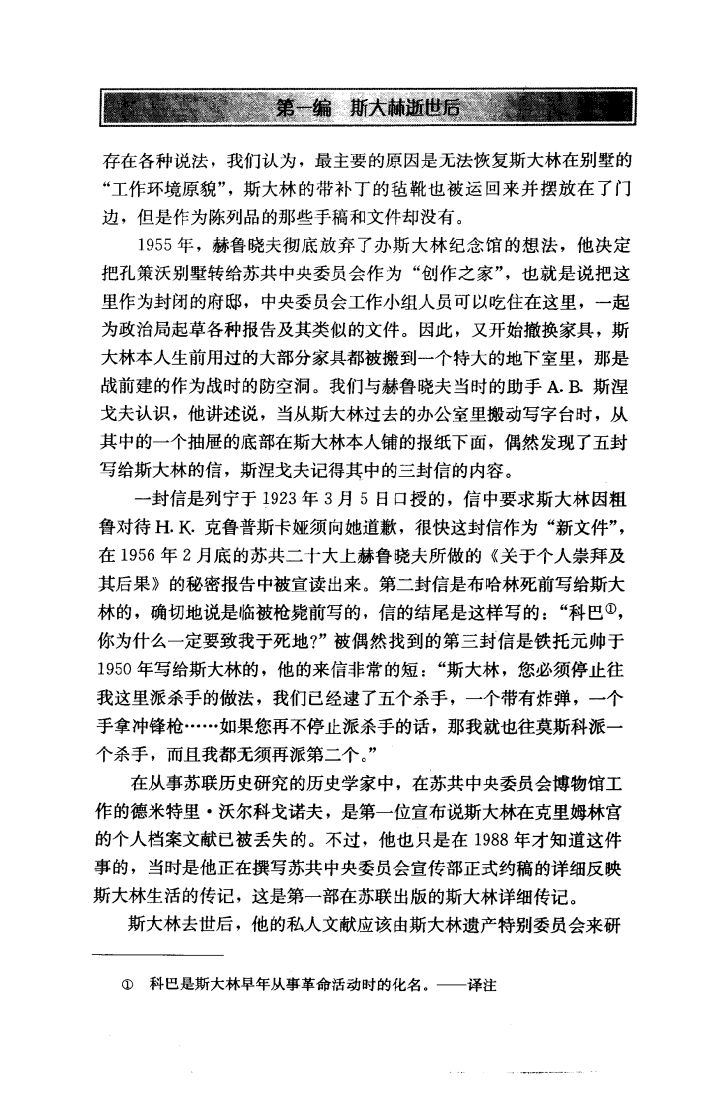 第一编 斯大林逝世后
存在各种说法，我们认为，最主要的原因是无法恢复斯大林在别墅的
“工作环境原貌”，斯大林的带补丁的毡靴也被运回来并摆放在了门
边，但是作为陈列品的那些手稿和文件却没有。
1955年，赫鲁晓夫彻底放弃了办斯大林纪念馆的想法，他决定
把孔策沃别墅转给苏共中央委员会作为“创作之家”，也就是说把这
里作为封闭的府邸，中央委员会工作小组人员可以吃住在这里，一起
为政治局起草各种报告及其类似的文件。因此，又开始撤换家具，斯
大林本人生前用过的大部分家具都被搬到一个特大的地下室里，那是
战前建的作为战时的防空洞。我们与赫鲁晓夫当时的助手 A. B. 斯涅
戈夫认识，他讲述说，当从斯大林过去的办公室里搬动写字台时，从
其中的一个抽屉的底部在斯大林本人铺的报纸下面，偶然发现了五封
写给斯大林的信，斯涅戈夫记得其中的三封信的内容。
一封信是列宁于1923年3月5日口授的，信中要求斯大林因粗
鲁对待 H. K. 克鲁普斯卡娅须向她道歉，很快这封信作为“新文件”，
在1956年2月底的苏共二十大上赫鲁晓夫所做的《关于个人崇拜及
其后果》的秘密报告中被宣读出来。第二封信是布哈林死前写给斯大
林的，确切地说是临被枪毙前写的，信的结尾是这样写的：“科巴①，
你为什么一定要致我于死地?”被偶然找到的第三封信是铁托元帅于
1950年写给斯大林的，他的来信非常的短：“斯大林，您必须停止往
我这里派杀手的做法，我们已经逮了五个杀手，一个带有炸弹，一个
手拿冲锋枪……如果您再不停止派杀手的话，那我就也往莫斯科派一
个杀手，而且我都无须再派第二个。”
在从事苏联历史研究的历史学家中，在苏共中央委员会博物馆工
作的德米特里·沃尔科戈诺夫，是第一位宣布说斯大林在克里姆林宫
的个人档案文献已被丢失的。不过，他也只是在1988年才知道这件
事的，当时是他正在撰写苏共中央委员会宣传部正式约稿的详细反映
斯大林生活的传记，这是第一部在苏联出版的斯大林详细传记。
斯大林去世后，他的私人文献应该由斯大林遗产特别委员会来研
① 科巴是斯大林早年从事革命活动时的化名。——译注